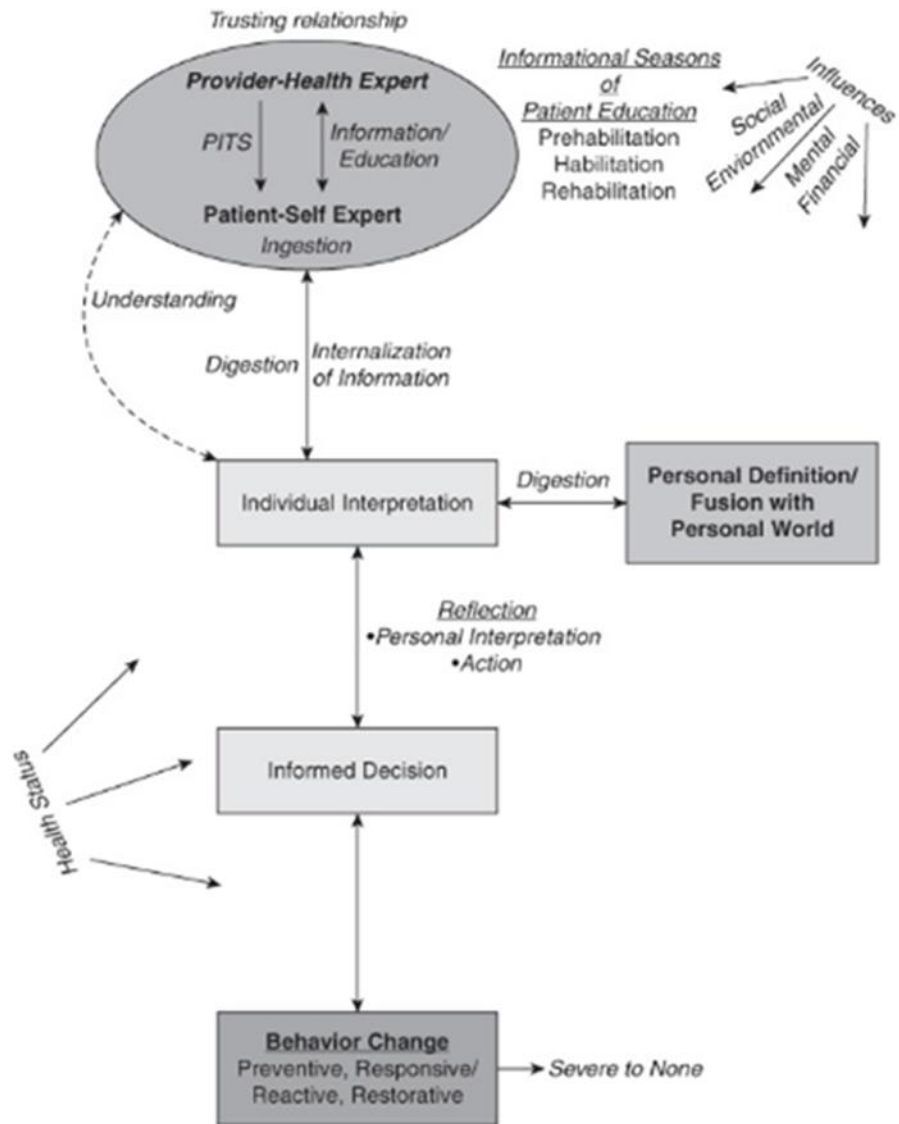 Trusting relationship
Provider-Health Expert
PITS
Information/
Education
Patient-Self Expert
Ingestion
Informational Seasons
of
Patient Education
Prehabilitation
Habilitation
Rehabilitation
Influences
Social
Enviornmental
Mental
Financial
Understanding
Digestion
Internalization
of Information
Individual Interpretation
Digestion
Personal Definition/
Fusion with
Personal World
Reflection
•Personal Interpretation
•Action
Health Status
Informed Decision
Behavior Change
Preventive, Responsive/
Reactive, Restorative
Severe to None